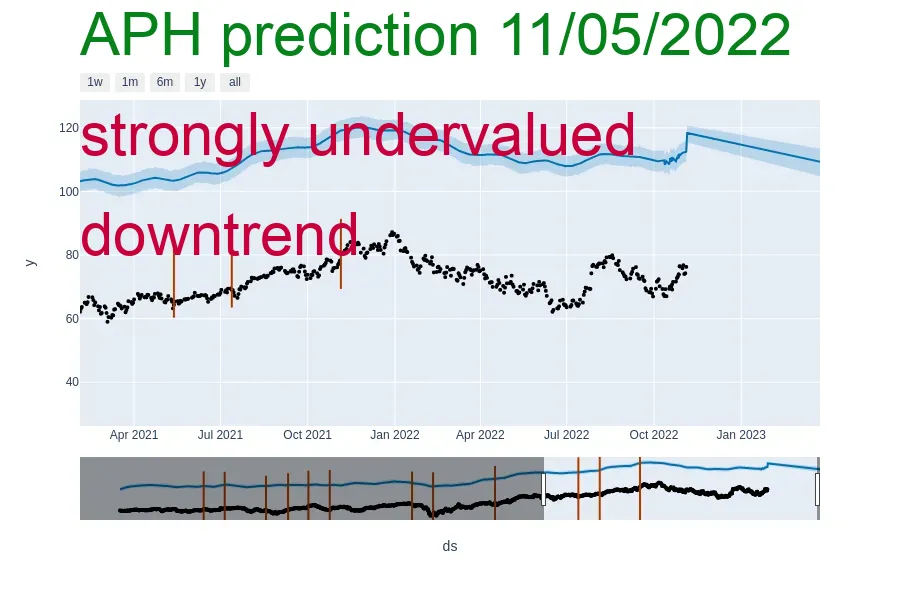 APH prediction 11/05/2022
1w 1m 6m 1y all
strongly undervalued
downtrend
120
100
80
60
40
y
Apr 2021 Jul 2021 Oct 2021 Jan 2022 Apr 2022 Jul 2022 Oct 2022 Jan 2023
ds